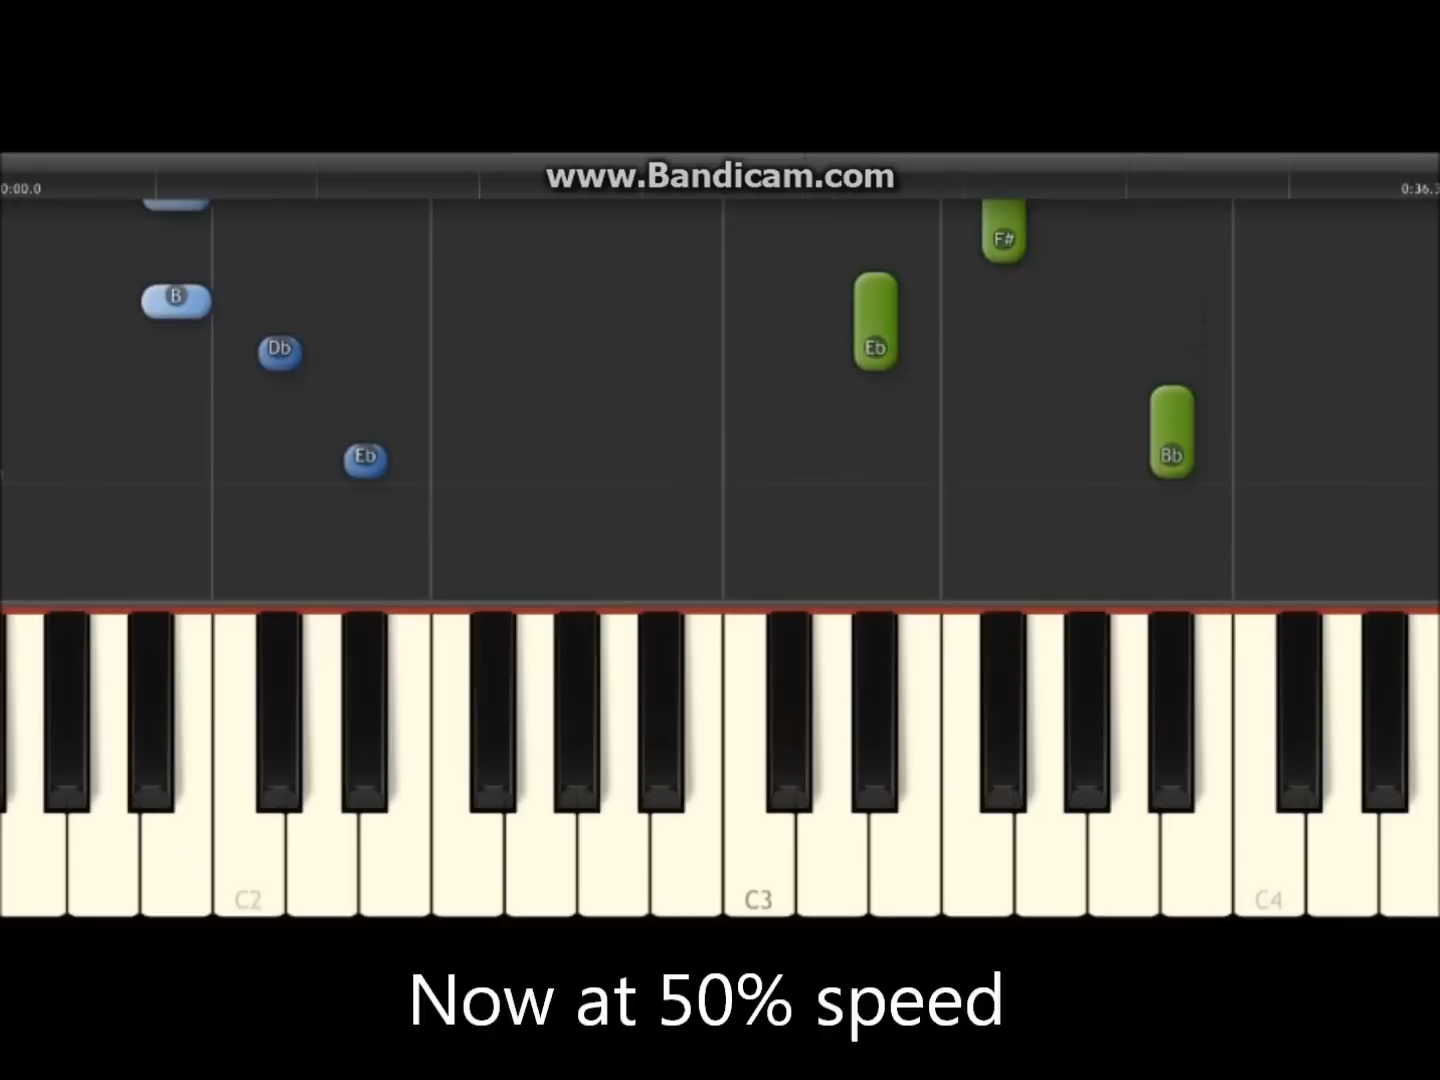 www.Bandicam.com
0:00.0
0:36.3
F#
B
Db
Eb
Eb
Bb
C2
C3
C4
Now at 50% speed